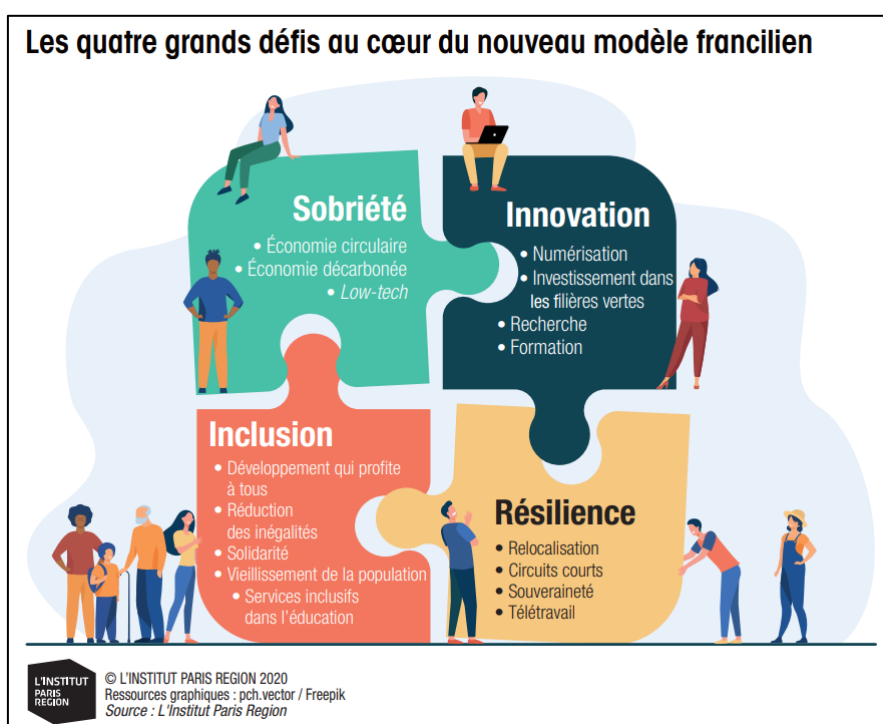 Les quatre grands défis au cœur du nouveau modèle francilien
Sobriété
• Économie circulaire
• Économie décarbonée
• Low-tech
Innovation
• Numérisation
• Investissement dans
les filières vertes
• Recherche
• Formation
Inclusion
• Développement qui profite
à tous
• Réduction
des inégalités
• Solidarité
• Vieillissement de la population
• Services inclusifs
dans l'éducation
Résilience
• Relocalisation
• Circuits courts
• Souveraineté
• Télétravail
L'INSTITUT
PARIS
REGION
© L'INSTITUT PARIS REGION 2020
Ressources graphiques : pch.vector / Freepik
Source : L'Institut Paris Region